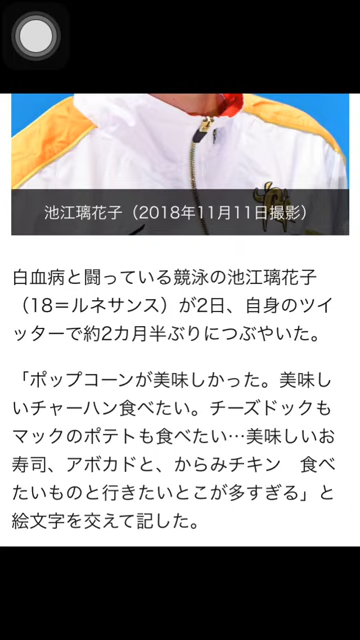 池江璃花子（2018年11月11日撮影）
白血病と闘っている競泳の池江璃花子
（18＝ルネサンス）が2日、自身のツイ
ッターで約2カ月半ぶりにつぶやいた。
「ポップコーンが美味しかった。美味し
いチャーハン食べたい。チーズドックも
マックのポテトも食べたい…美味しいお
寿司、アボカドと、からみチキン　食べ
たいものと行きたいとこが多すぎる」と
絵文字を交えて記した。